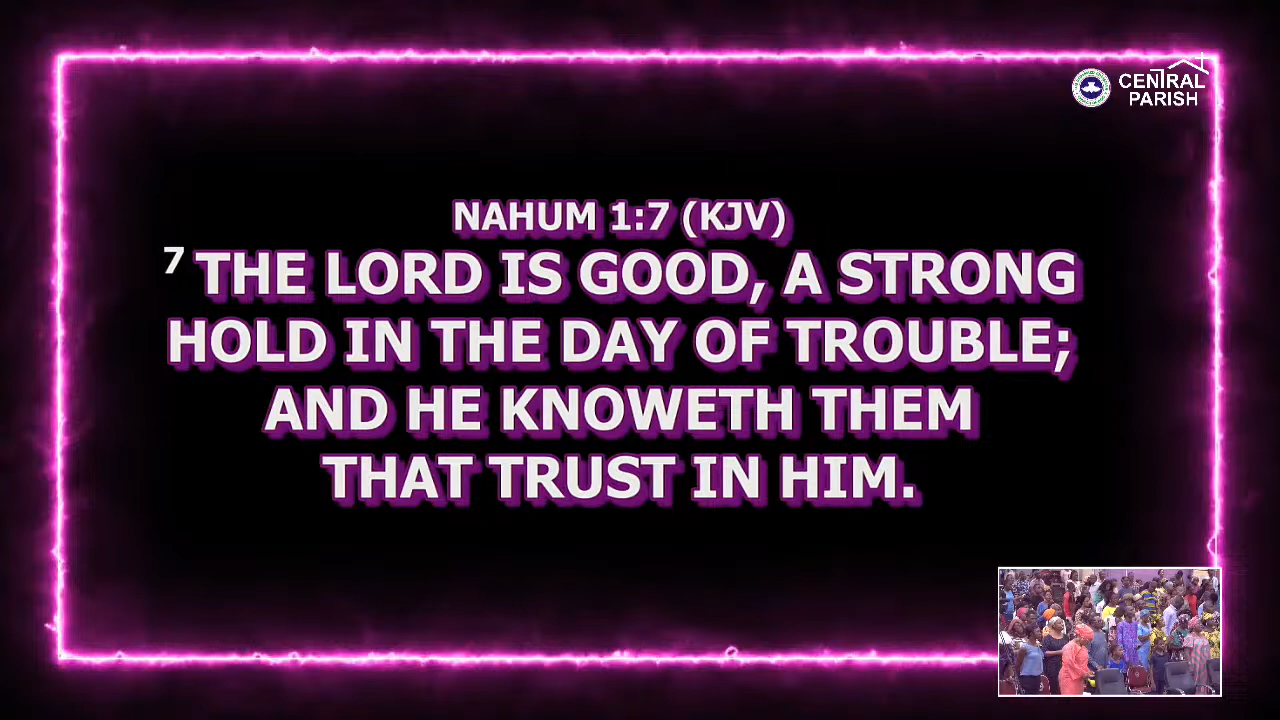 CENTRAL
PARISH
NAHUM 1:7 (KJV)
7 THE LORD IS GOOD, A STRONG
HOLD IN THE DAY OF TROUBLE;
AND HE KNOWETH THEM
THAT TRUST IN HIM.